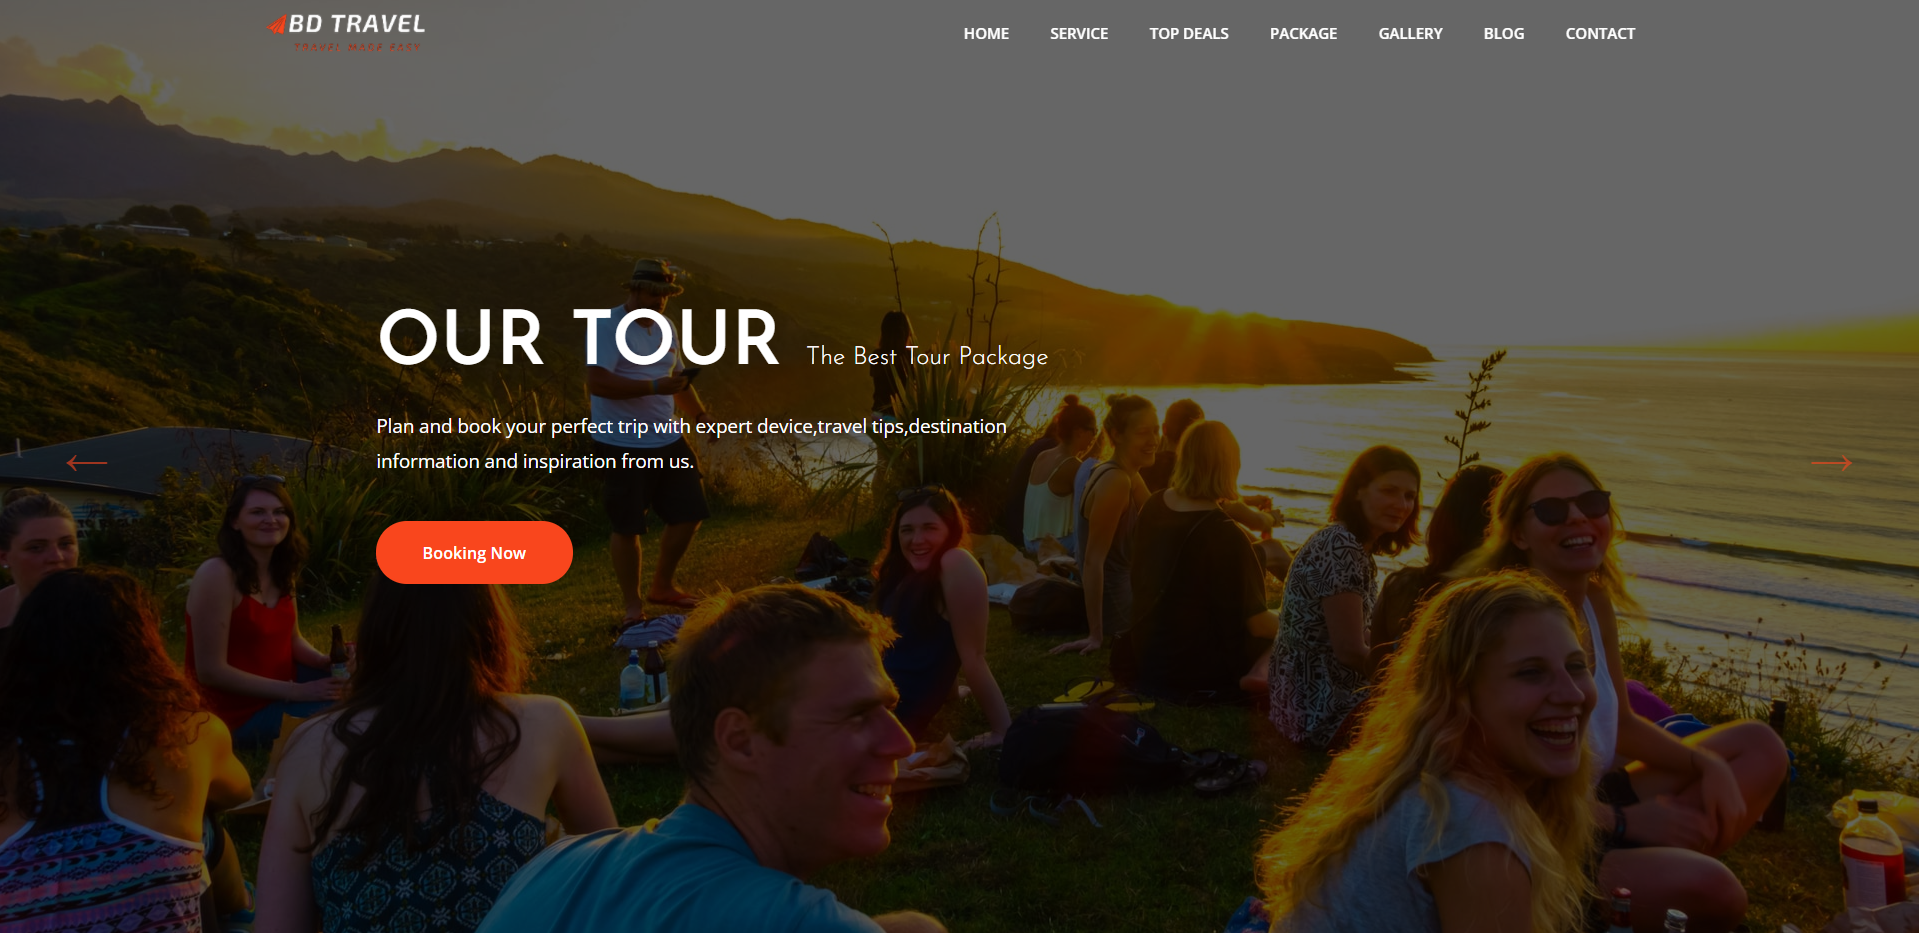 BD TRAVEL
TRAVEL MADE EASY
HOME SERVICE TOP DEALS PACKAGE GALLERY BLOG CONTACT
OUR TOUR The Best Tour Package
Plan and book your perfect trip with expert device,travel tips,destination
information and inspiration from us.
Booking Now